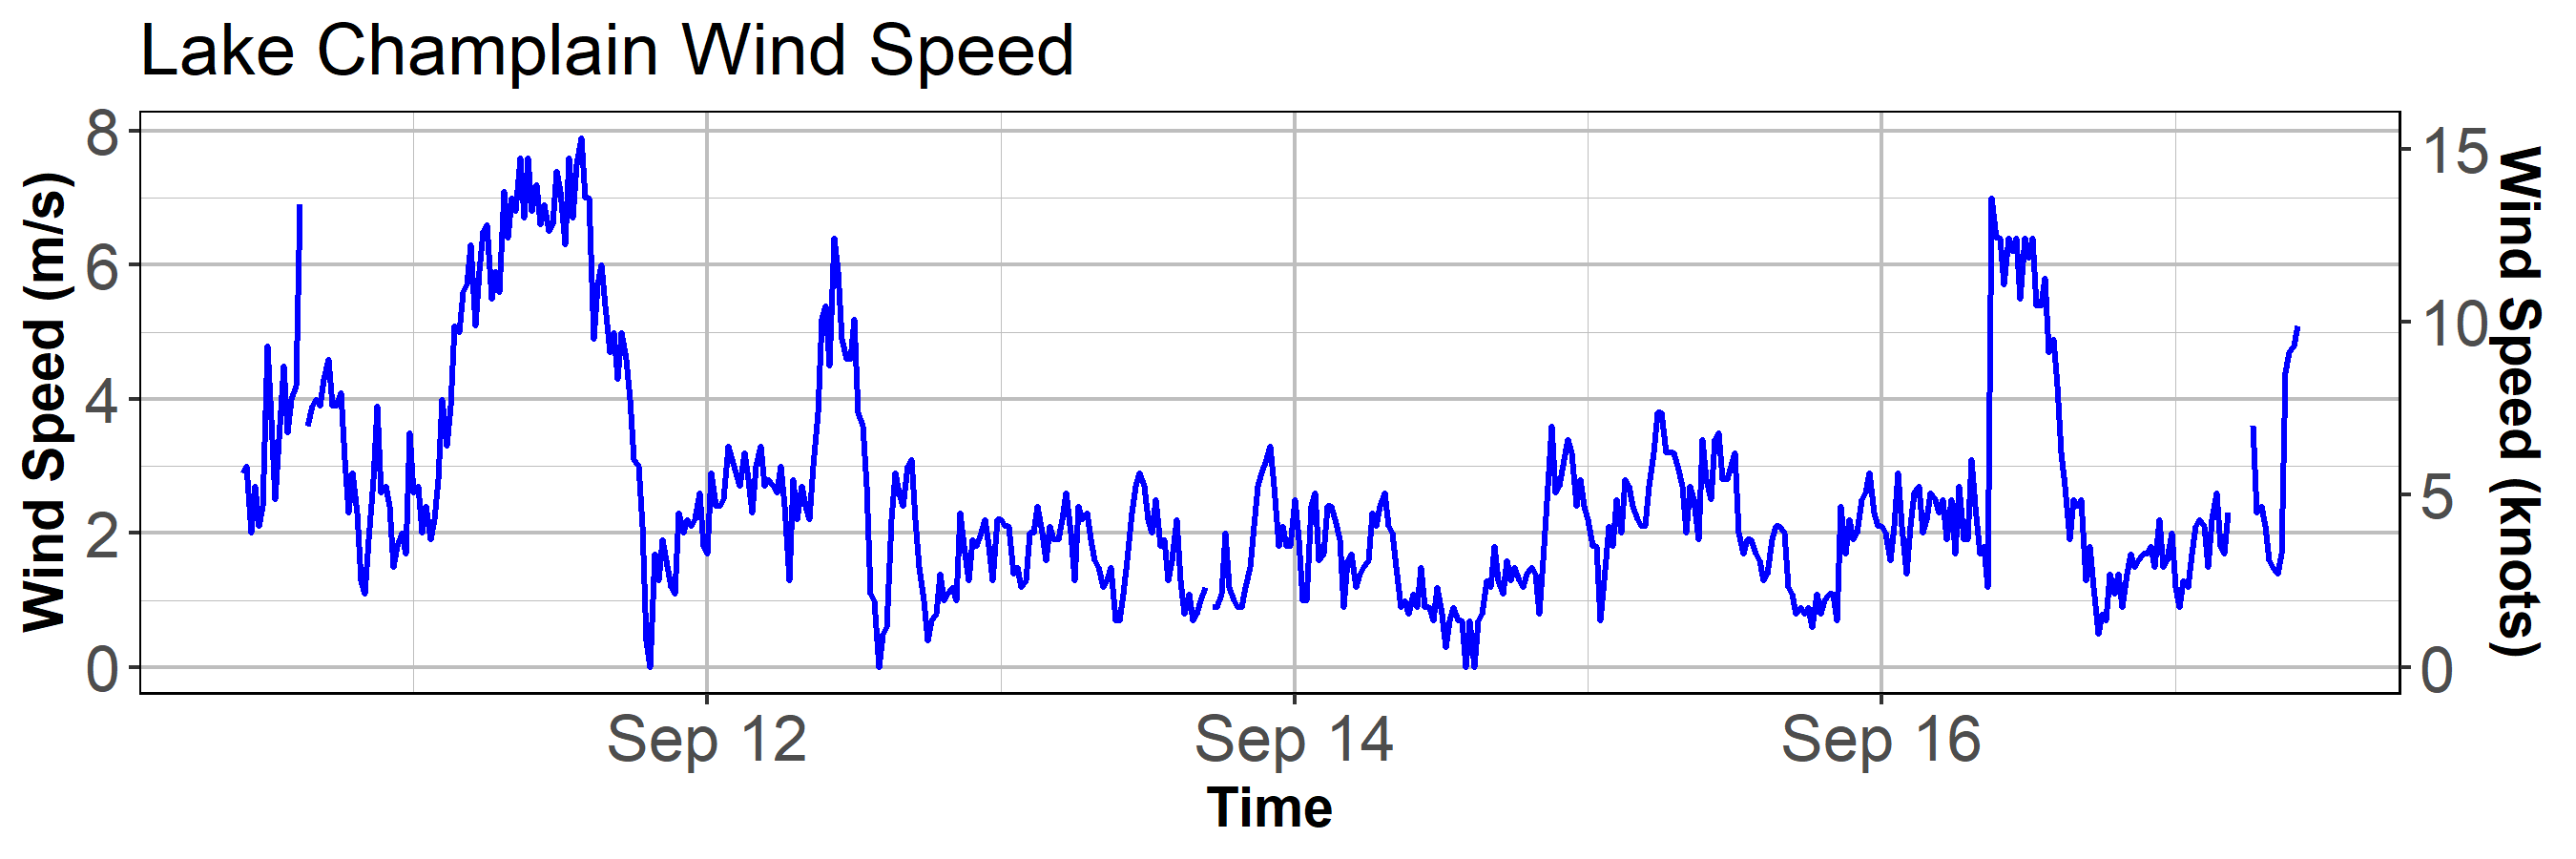 Lake Champlain Wind Speed
Wind Speed (m/s)
8
6
4
2
0
15
10
5
0
Wind Speed (knots)
Sep 12
Sep 14
Sep 16
Time